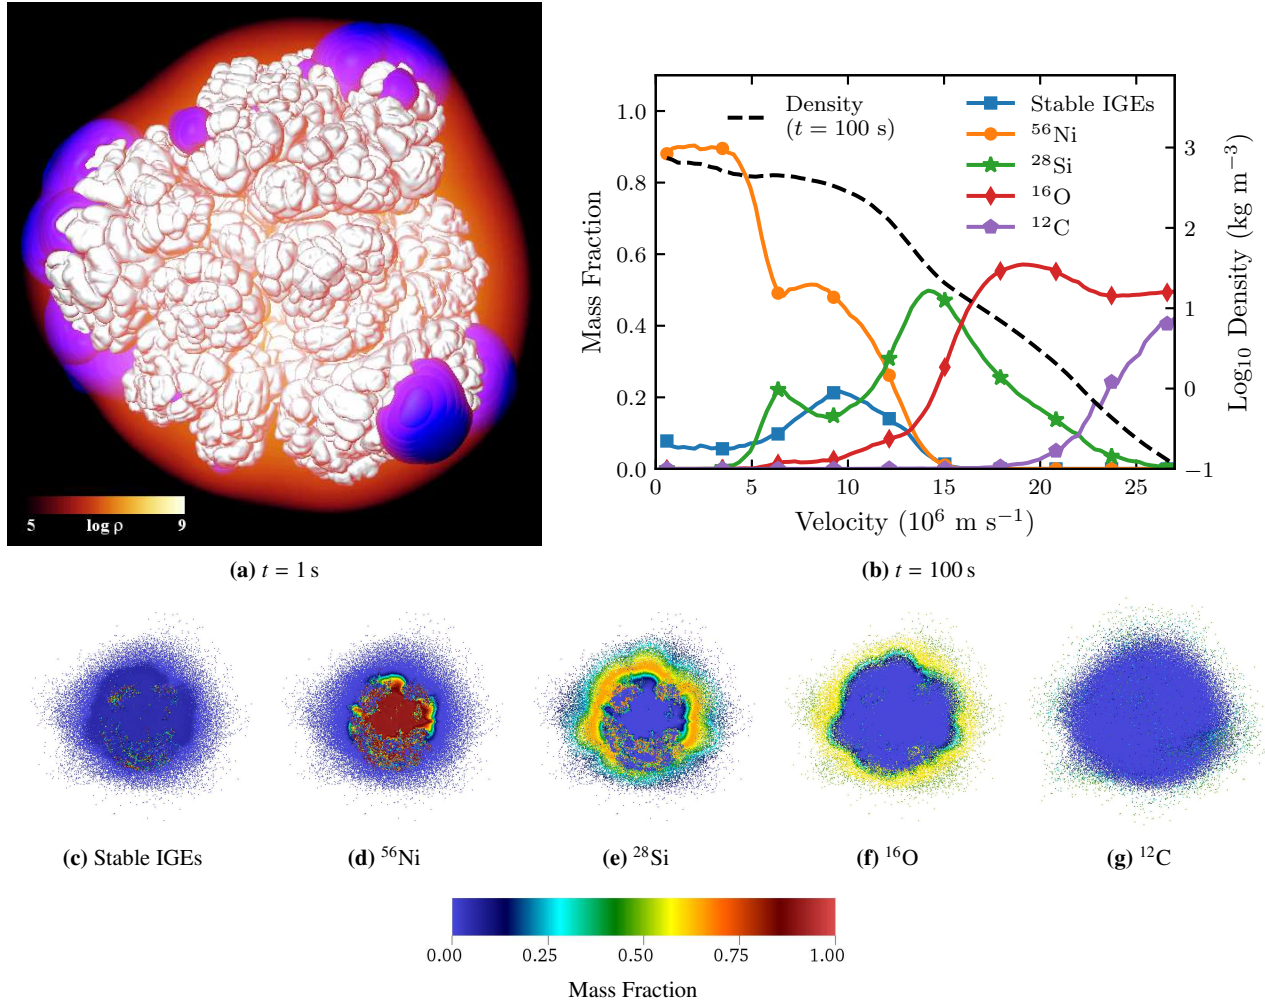 5 log ρ 9
(a) t = 1 s
Density
(t = 100 s)
Stable IGEs
⁵⁶Ni
²⁸Si
¹⁶O
¹²C
Mass Fraction
0.0
0.2
0.4
0.6
0.8
1.0
0 5 10 15 20 25
Velocity (10⁶ m s⁻¹)
3
2
1
0
−1
Log₁₀ Density (kg m⁻³)
(b) t = 100 s
(c) Stable IGEs
(d) ⁵⁶Ni
(e) ²⁸Si
(f) ¹⁶O
(g) ¹²C
0.00 0.25 0.50 0.75 1.00
Mass Fraction